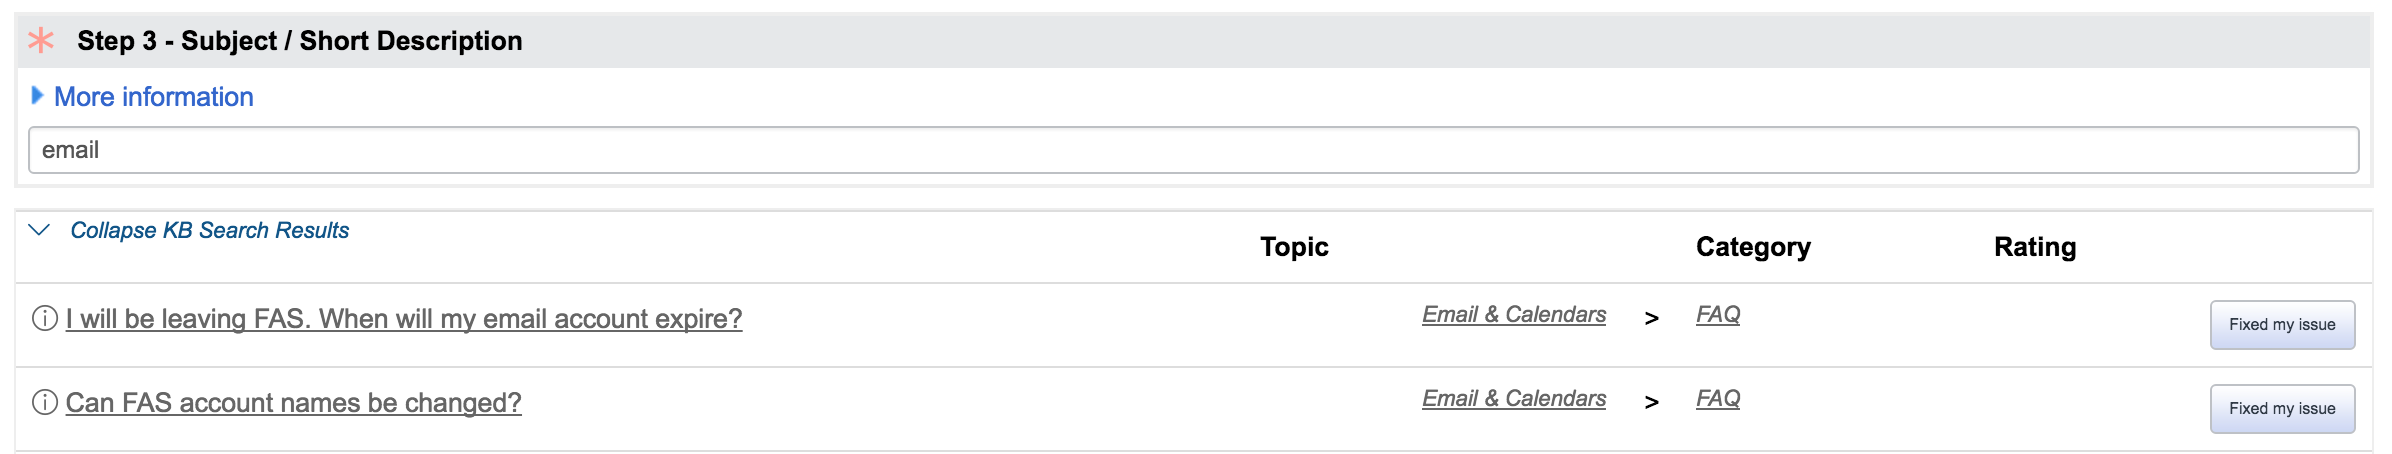 Step 3 - Subject / Short Description
More information
email
Collapse KB Search Results Topic Category Rating
I will be leaving FAS. When will my email account expire? Email & Calendars > FAQ Fixed my issue
Can FAS account names be changed? Email & Calendars > FAQ Fixed my issue